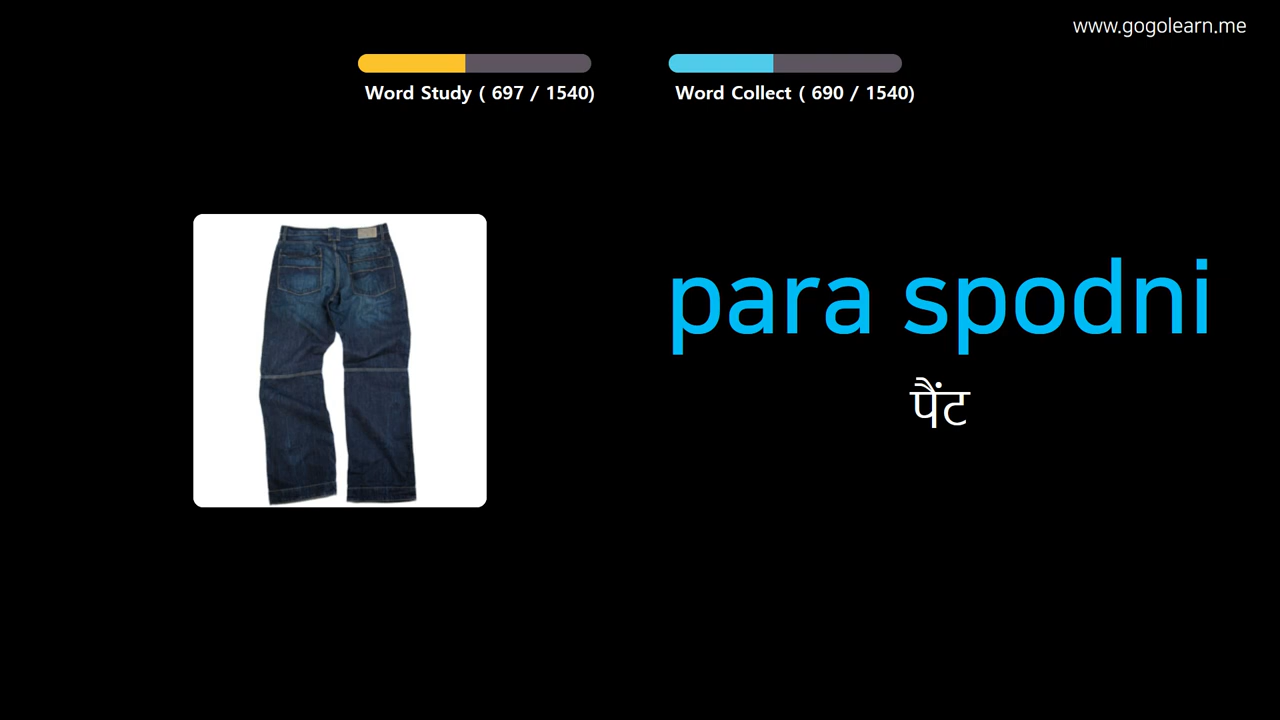 www.gogolearn.me
Word Study ( 697 / 1540)
Word Collect ( 690 / 1540)
para spodni
पैंट